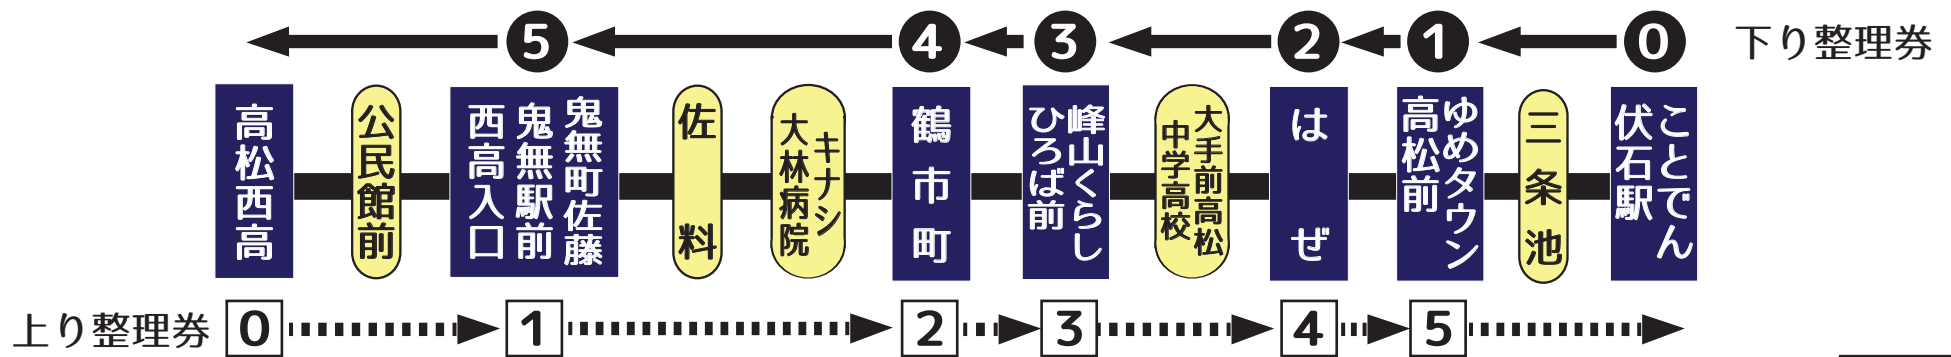 5 4 3 2 1 0 下り整理券
高松西高
公民館前
鬼無町佐藤
鬼無駅前
西高入口
佐料
キナシ
大林病院
鶴市町
峰山くらし
ひろば前
大手前高松
中学高校
はぜ
ゆめタウン
高松前
三条池
ことでん
伏石駅
上り整理券 0 1 2 3 4 5